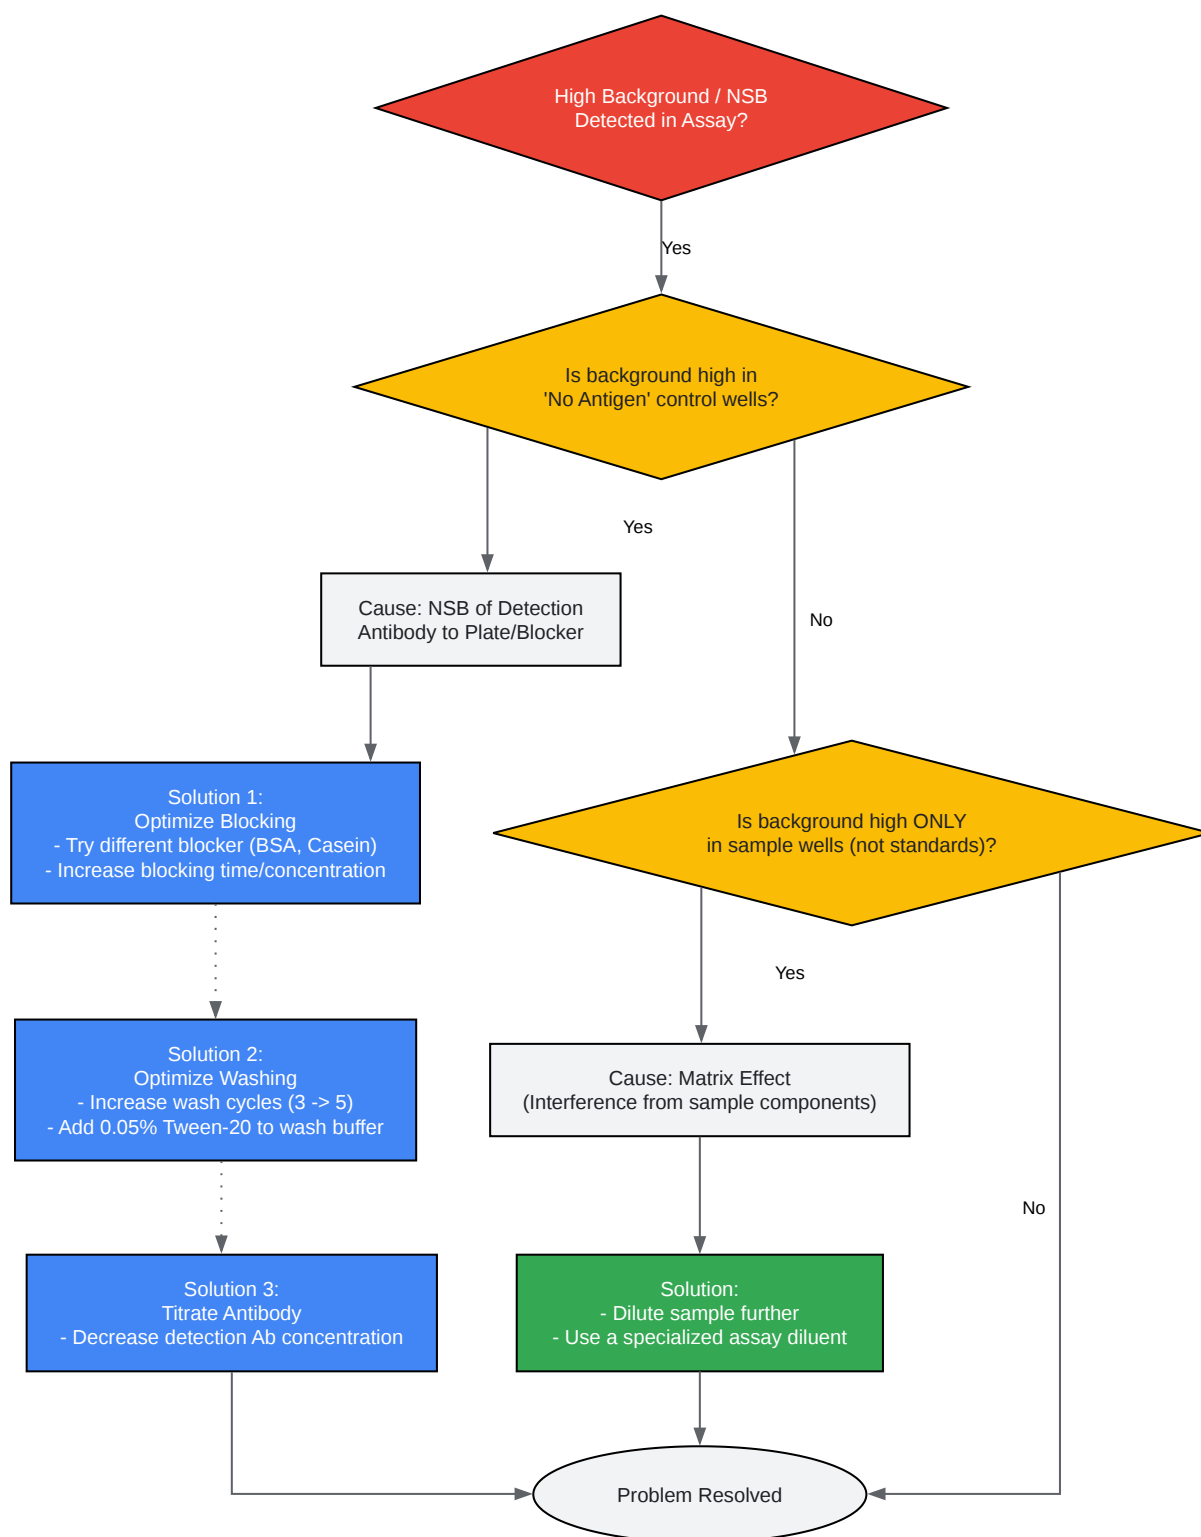 High Background / NSB
Detected in Assay?
Yes
Is background high in
'No Antigen' control wells?
Yes
Cause: NSB of Detection
Antibody to Plate/Blocker
No
Solution 1:
Optimize Blocking
- Try different blocker (BSA, Casein)
- Increase blocking time/concentration
Is background high ONLY
in sample wells (not standards)?
Yes
Solution 2:
Optimize Washing
- Increase wash cycles (3 -> 5)
- Add 0.05% Tween-20 to wash buffer
Cause: Matrix Effect
(Interference from sample components)
No
Solution 3:
Titrate Antibody
- Decrease detection Ab concentration
Solution:
- Dilute sample further
- Use a specialized assay diluent
Problem Resolved